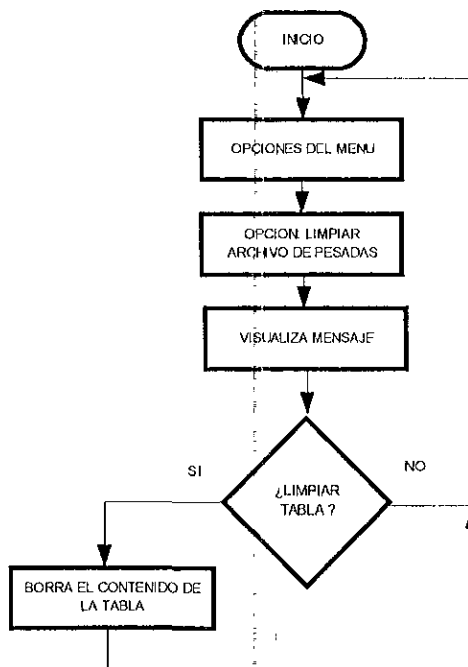 INICIO
OPCIONES DEL MENU
OPCION: LIMPIAR
ARCHIVO DE PESADAS
VISUALIZA MENSAJE
SI
NO
¿LIMPIAR
TABLA ?
BORRA EL CONTENIDO DE
LA TABLA